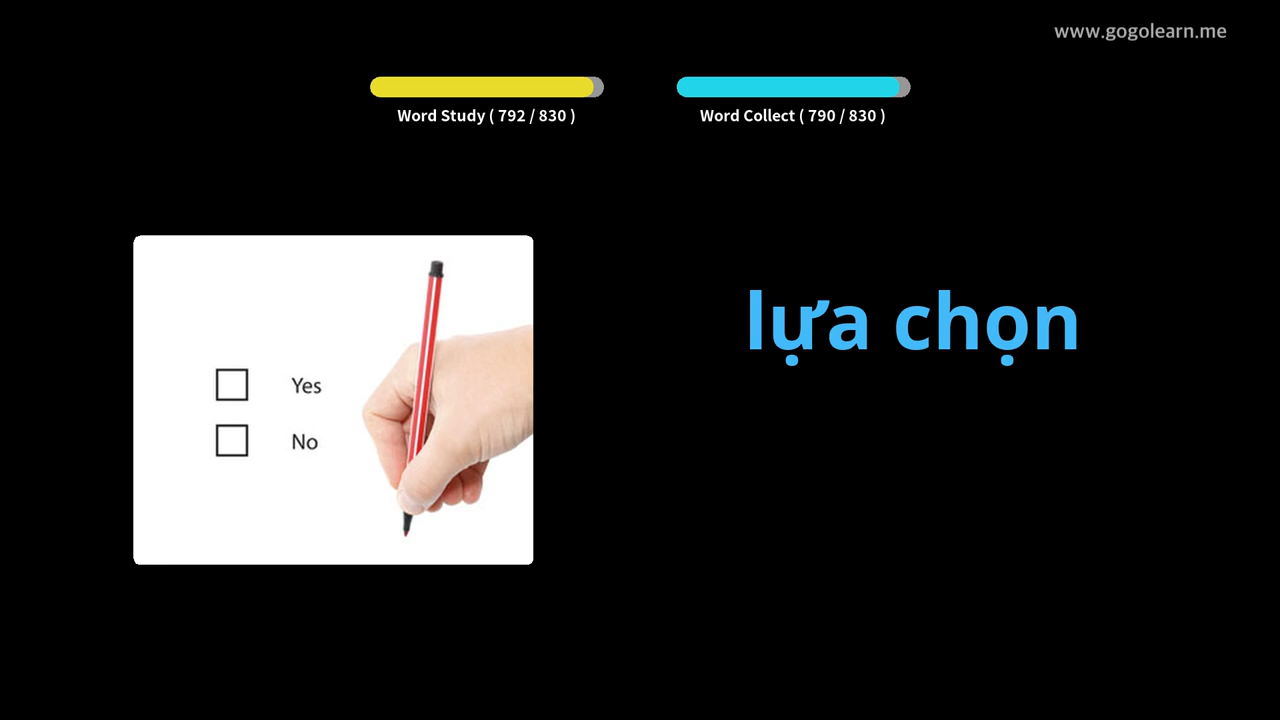 www.gogolearn.me
Word Study ( 792 / 830 )
Word Collect ( 790 / 830 )
lựa chọn
Yes
No